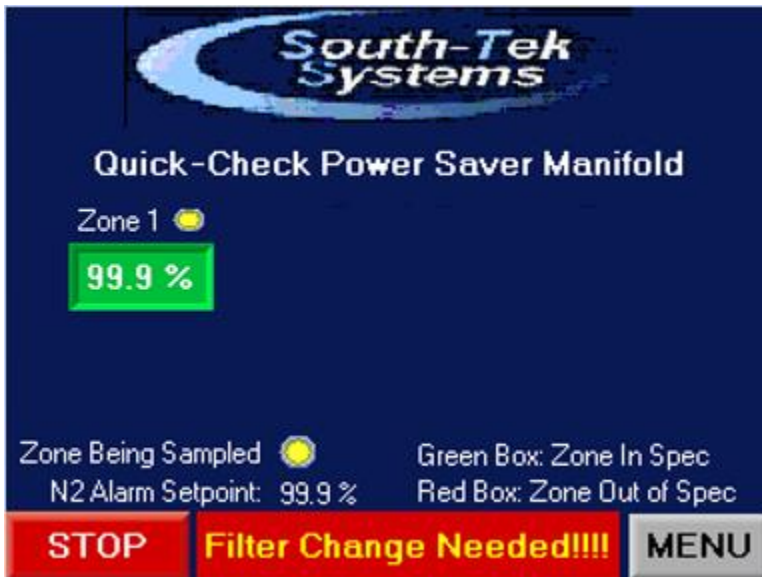 South-Tek
Systems
Quick-Check Power Saver Manifold
Zone 1
99.9 %
Zone Being Sampled
Green Box: Zone In Spec
N2 Alarm Setpoint: 99.9 %
Red Box: Zone Out of Spec
STOP
Filter Change Needed!!!!
MENU